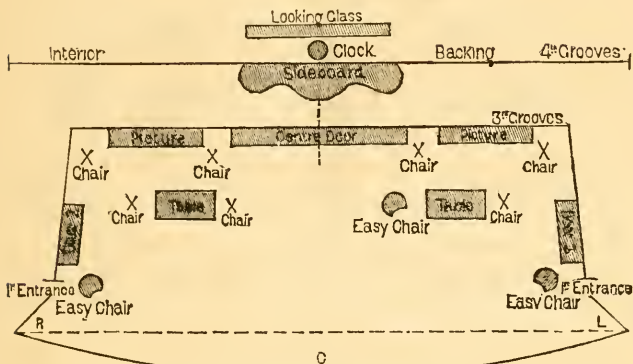 Looking Glass
Clock
Interior Backing 4th Grooves
Sideboard
3rd Grooves
Picture Centre Door Picture
X X X X
Chair Chair Chair Chair
X Table X Table X
Chair Chair Easy Chair Chair
1st Entrance 1st Entrance
Easy Chair Easy Chair
R L
C